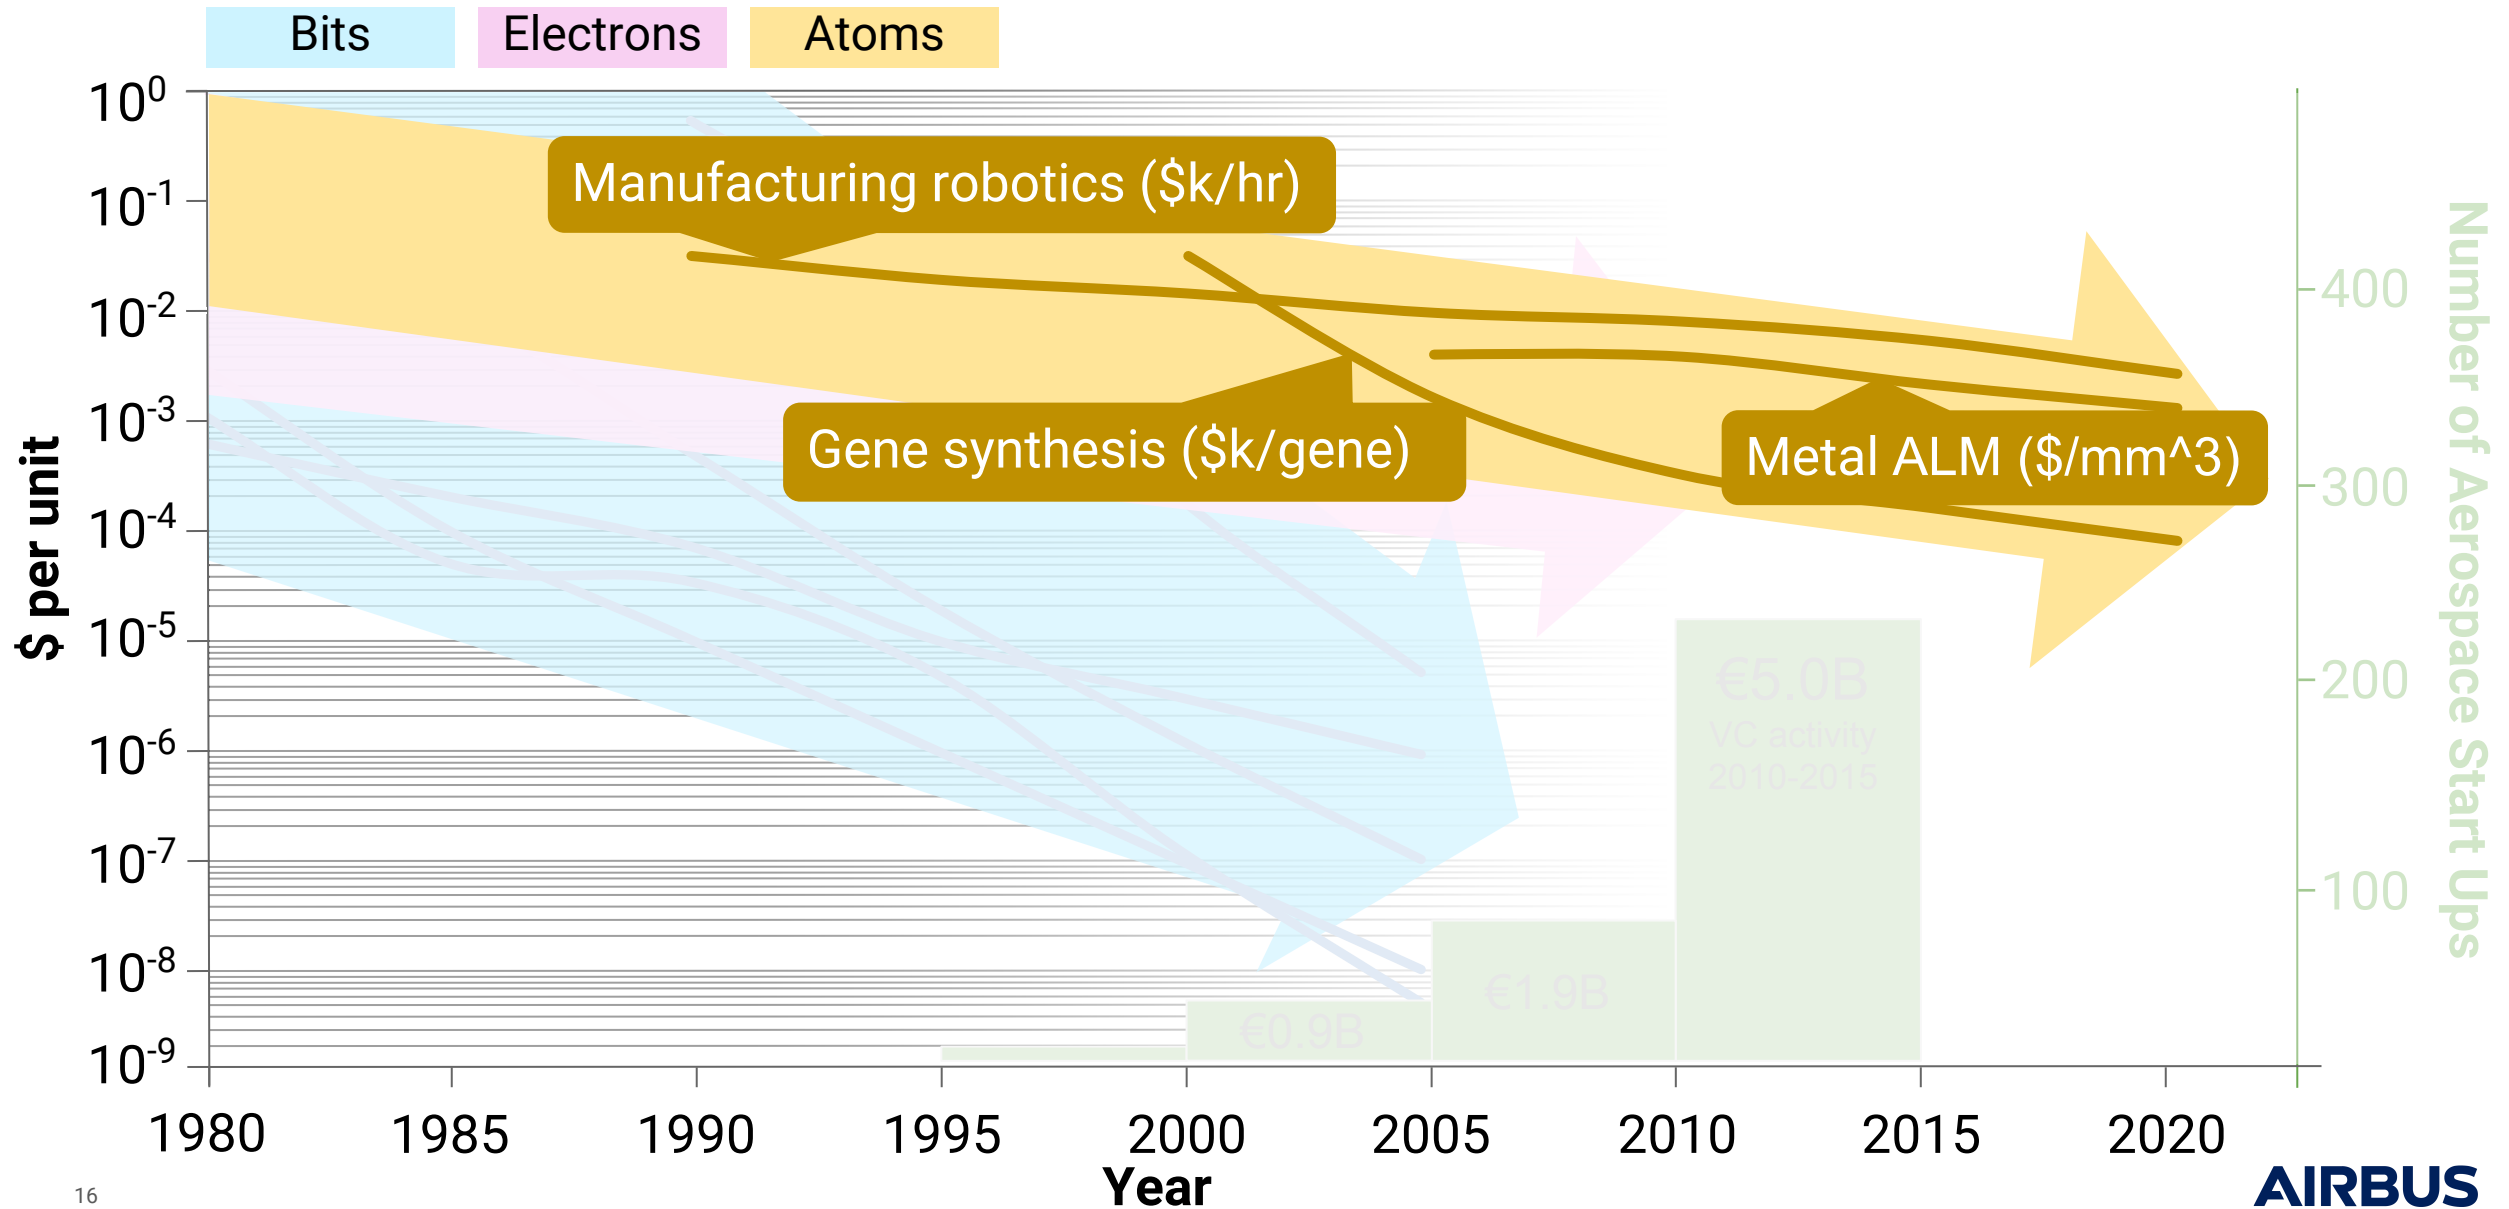 Bits
Electrons
Atoms
10^0
10^-1
10^-2
10^-3
10^-4
10^-5
10^-6
10^-7
10^-8
10^-9
$ per unit
Manufacturing robotics ($k/hr)
Gene synthesis ($k/gene)
Metal ALM ($/mm^3)
€5.0B
VC activity
2010-2015
€1.9B
€0.9B
400
300
200
100
Number of Aerospace Start Ups
1980
1985
1990
1995
2000
2005
2010
2015
2020
Year
16
AIRBUS